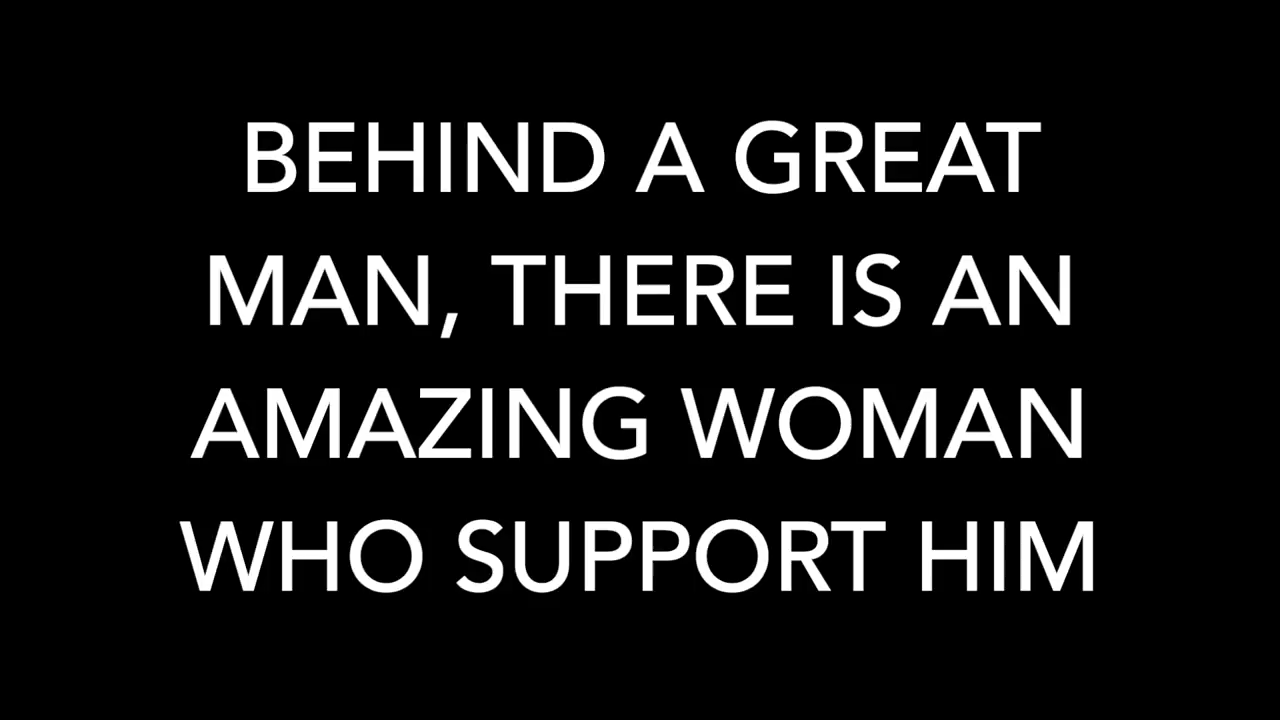 BEHIND A GREAT
MAN, THERE IS AN
AMAZING WOMAN
WHO SUPPORT HIM